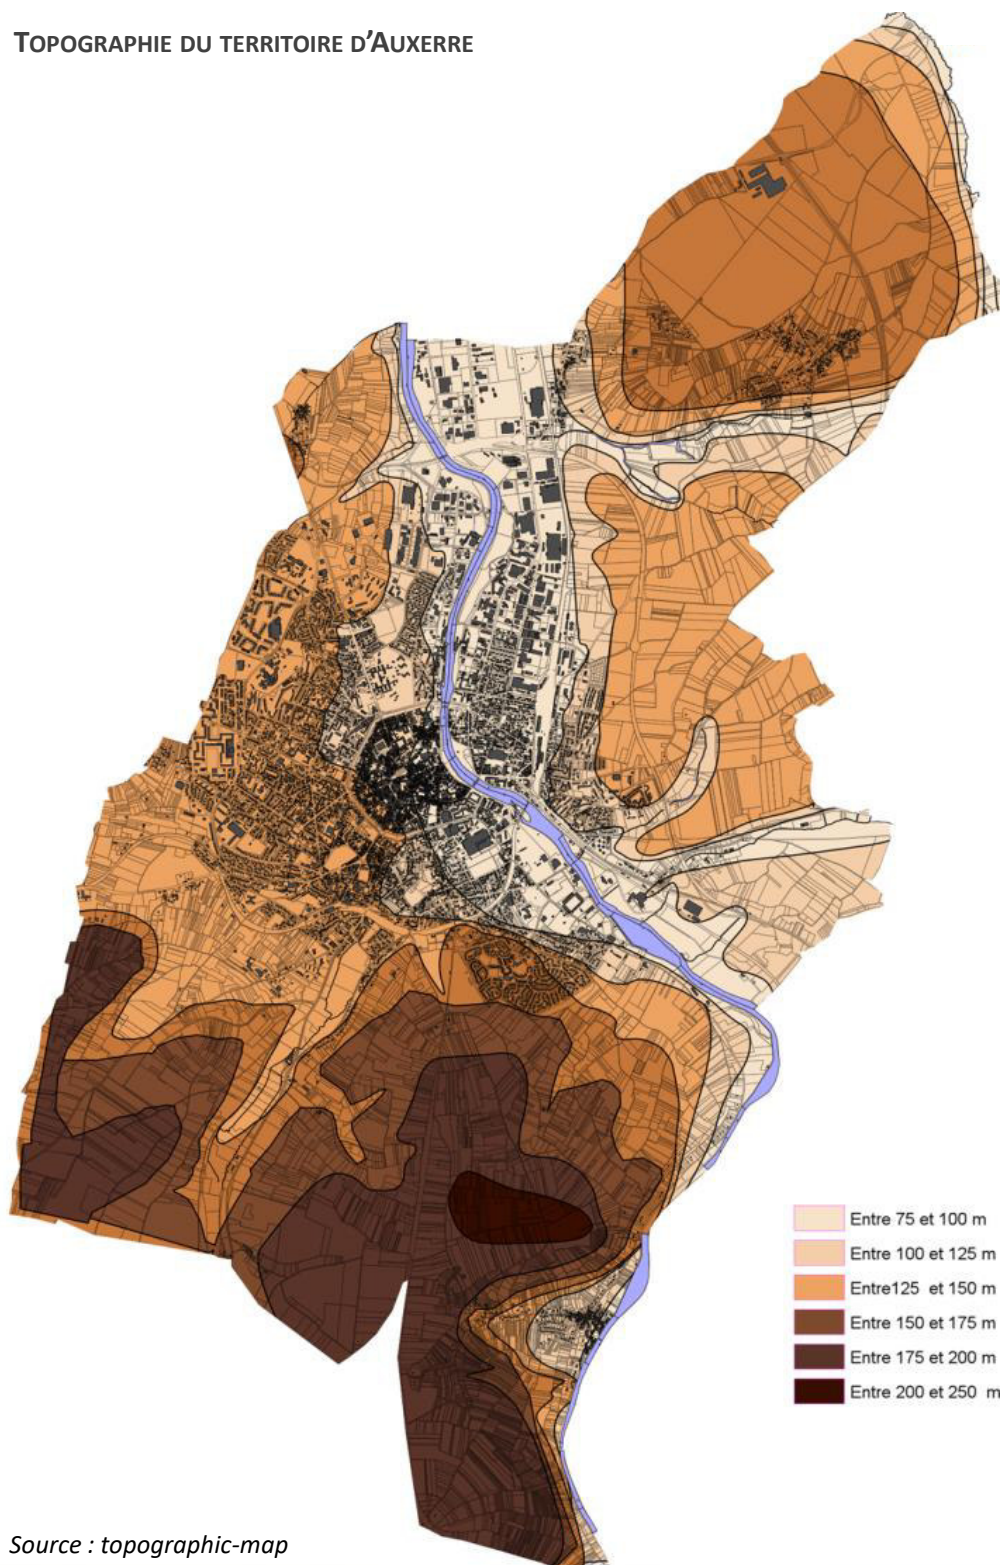 TOPOGRAPHIE DU TERRITOIRE D'AUXERRE
Entre 75 et 100 m
Entre 100 et 125 m
Entre125 et 150 m
Entre 150 et 175 m
Entre 175 et 200 m
Entre 200 et 250 m
Source : topographic-map